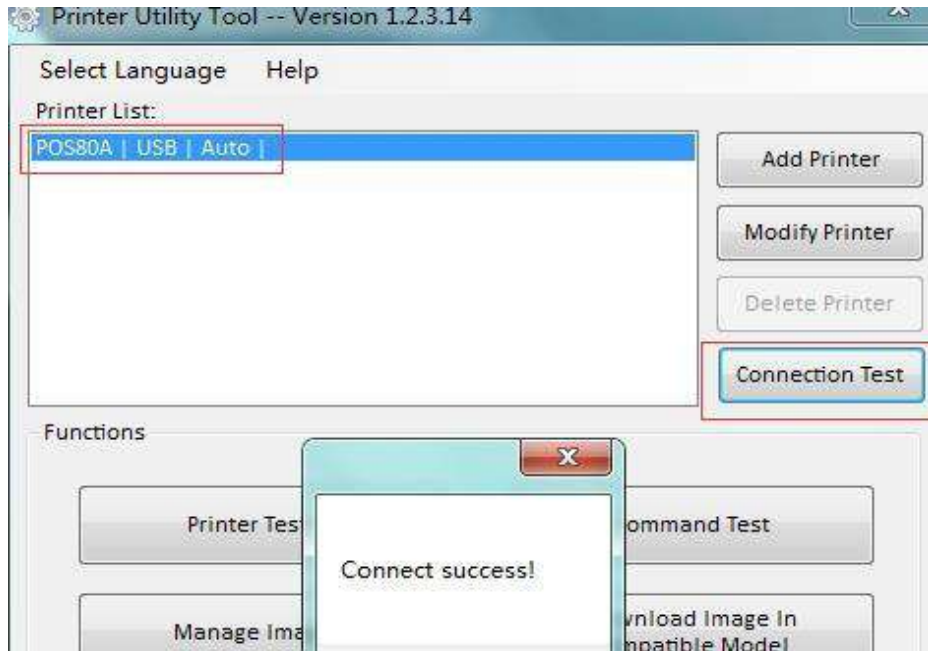 Printer Utility Tool -- Version 1.2.3.14
Select Language Help
Printer List:
POS80A | USB | Auto |
Add Printer
Modify Printer
Delete Printer
Connection Test
Functions
Printer Tes
ommand Test
Connect success!
Manage Ima
wnload Image In
mpatible Model